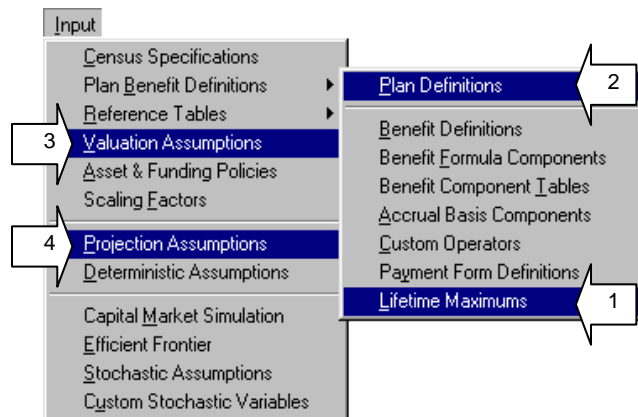 Input
Census Specifications
Plan Benefit Definitions
Reference Tables
3
Valuation Assumptions
Asset & Funding Policies
Scaling Factors
4
Projection Assumptions
Deterministic Assumptions
Capital Market Simulation
Efficient Frontier
Stochastic Assumptions
Custom Stochastic Variables
Plan Definitions
2
Benefit Definitions
Benefit Formula Components
Benefit Component Tables
Accrual Basis Components
Custom Operators
Payment Form Definitions
Lifetime Maximums
1